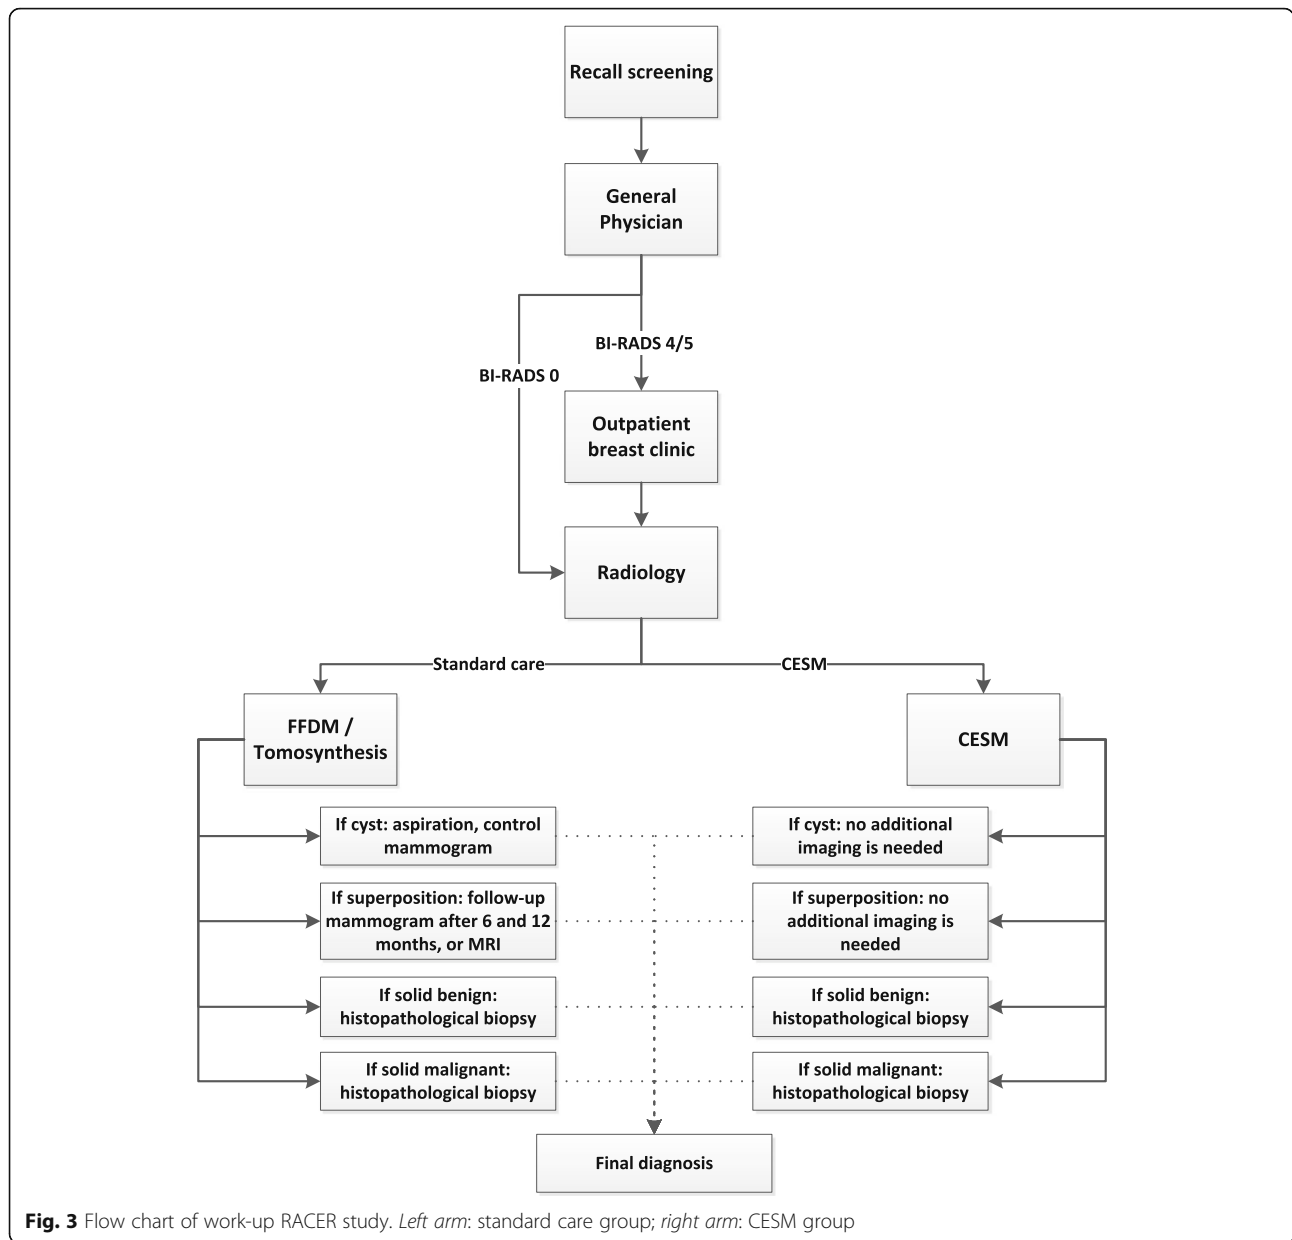 Recall screening
General
Physician
BI-RADS 4/5
BI-RADS 0
Outpatient
breast clinic
Radiology
Standard care
CESM
FFDM /
Tomosynthesis
CESM
If cyst: aspiration, control
mammogram
If cyst: no additional
imaging is needed
If superposition: follow-up
mammogram after 6 and 12
months, or MRI
If superposition: no
additional imaging is
needed
If solid benign:
histopathological biopsy
If solid benign:
histopathological biopsy
If solid malignant:
histopathological biopsy
If solid malignant:
histopathological biopsy
Final diagnosis
Fig. 3 Flow chart of work-up RACER study. Left arm: standard care group; right arm: CESM group